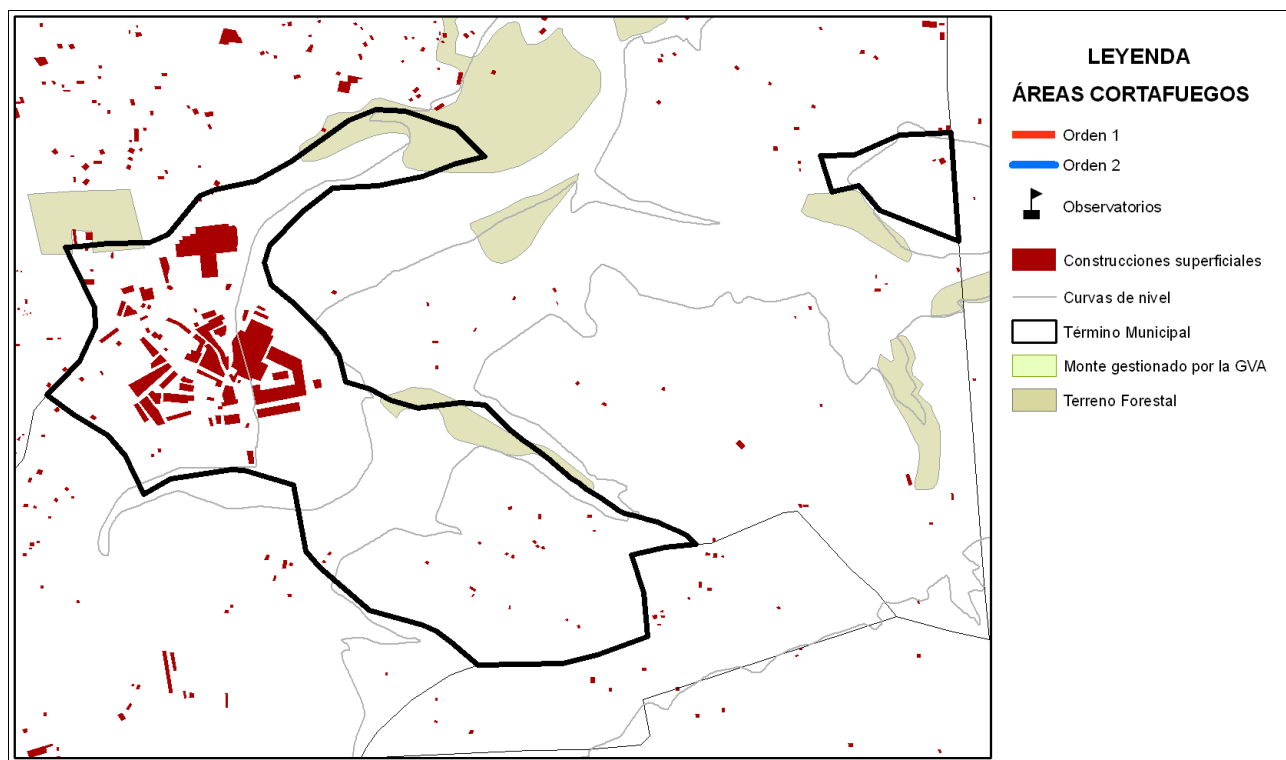 LEYENDA
ÁREAS CORTAFUEGOS
Orden 1
Orden 2
Observatorios
Construcciones superficiales
Curvas de nivel
Término Municipal
Monte gestionado por la GVA
Terreno Forestal